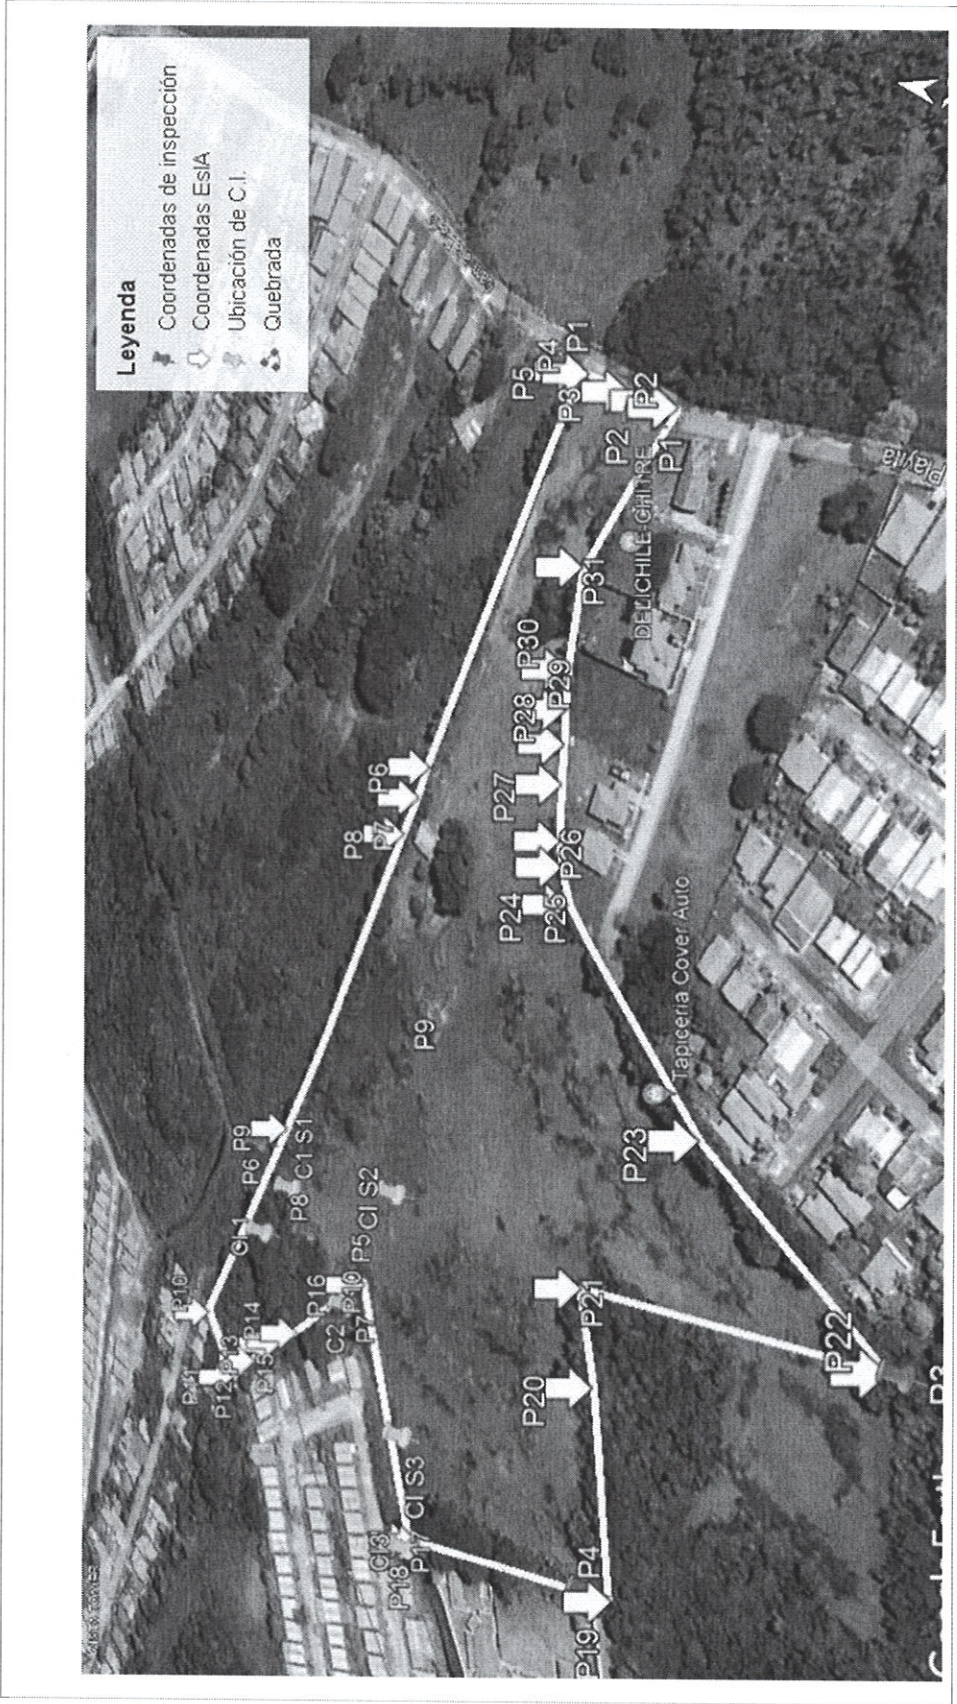 Leyenda
Coordenadas de inspección
Coordenadas EsIA
Ubicación de C.I.
Quebrada
P10
P11
P12
P13
P14
P15
P16
P10
C2
P7
P5
CI 1
P6
P9
P8
C1 S1
CI S2
P9
P8
P7
P6
P5
P4
P1
P3
P2
P2
P1
DELICHILE-CHITRE
P31
P30
P29
P28
P27
P26
P25
P24
Tapiceria Cover Auto
P23
P22
P3
P21
P20
P4
P19
P18
CI3
P17
CI S3
Playita